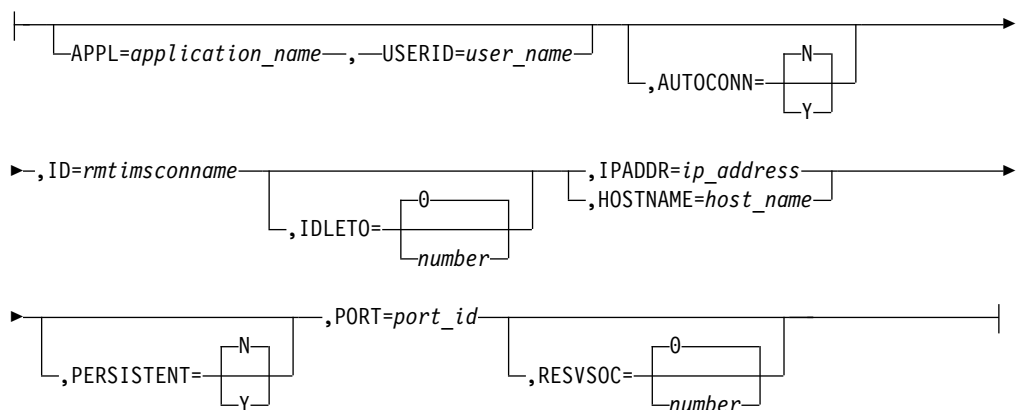 APPL=application_name , USERID=user_name
,AUTOCONN= N
Y
,ID=rmtimsconname
,IDLETO= 0
number
,IPADDR=ip_address
,HOSTNAME=host_name
,PERSISTENT= N
Y
,PORT=port_id
,RESVSOC= 0
number